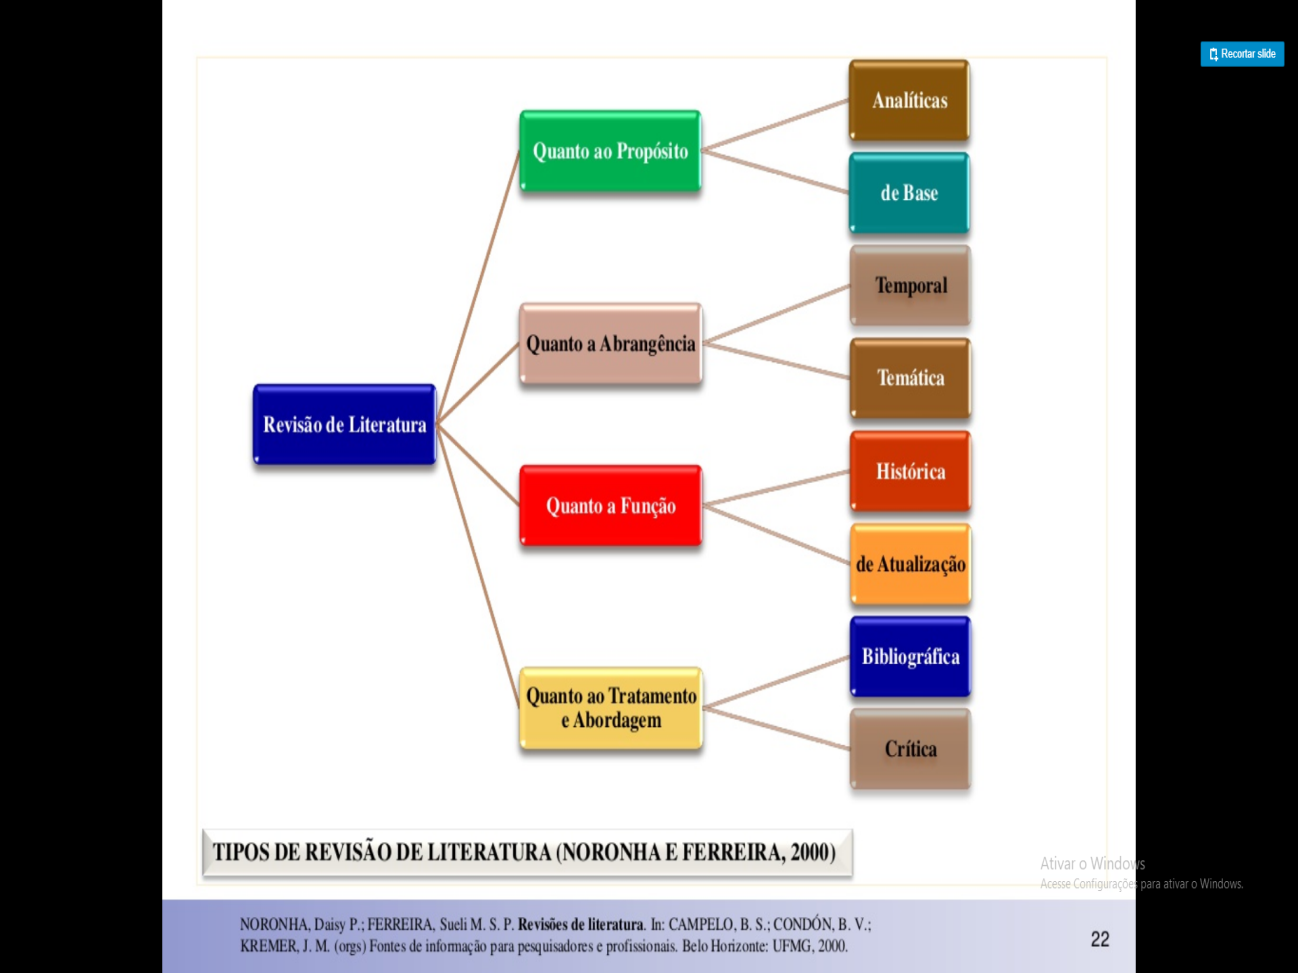 Recortar slide
Analíticas
Quanto ao Propósito
de Base
Temporal
Quanto a Abrangência
Temática
Revisão de Literatura
Histórica
Quanto a Função
de Atualização
Bibliográfica
Quanto ao Tratamento
e Abordagem
Crítica
TIPOS DE REVISÃO DE LITERATURA (NORONHA E FERREIRA, 2000)
Ativar o Windows
Acesse Configurações para ativar o Windows.
NORONHA, Daisy P.; FERREIRA, Sueli M. S. P. Revisões de literatura. In: CAMPELO, B. S.; CONDÓN, B. V.;
KREMER, J. M. (orgs) Fontes de informação para pesquisadores e profissionais. Belo Horizonte: UFMG, 2000.
22